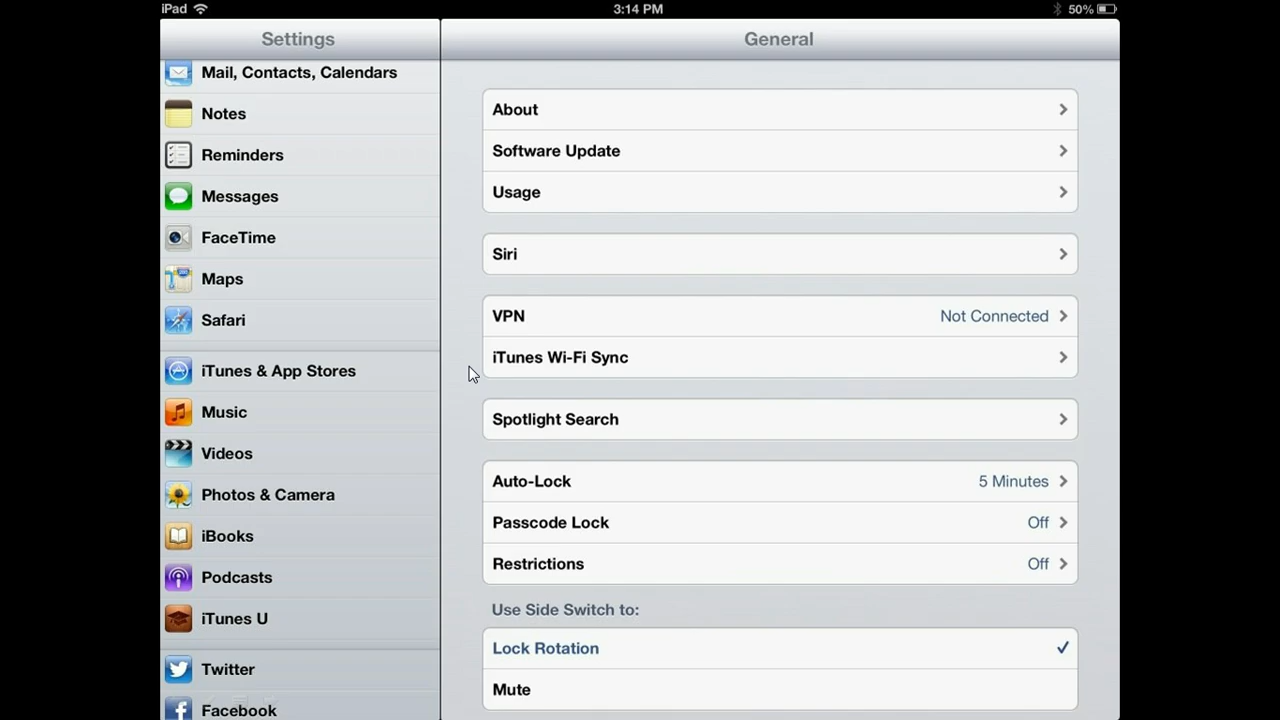 iPad 3:14 PM 50%
Settings
General
Mail, Contacts, Calendars
Notes
Reminders
Messages
FaceTime
Maps
Safari
iTunes & App Stores
Music
Videos
Photos & Camera
iBooks
Podcasts
iTunes U
Twitter
Facebook
About
Software Update
Usage
Siri
VPN Not Connected
iTunes Wi-Fi Sync
Spotlight Search
Auto-Lock 5 Minutes
Passcode Lock Off
Restrictions Off
Use Side Switch to:
Lock Rotation
Mute